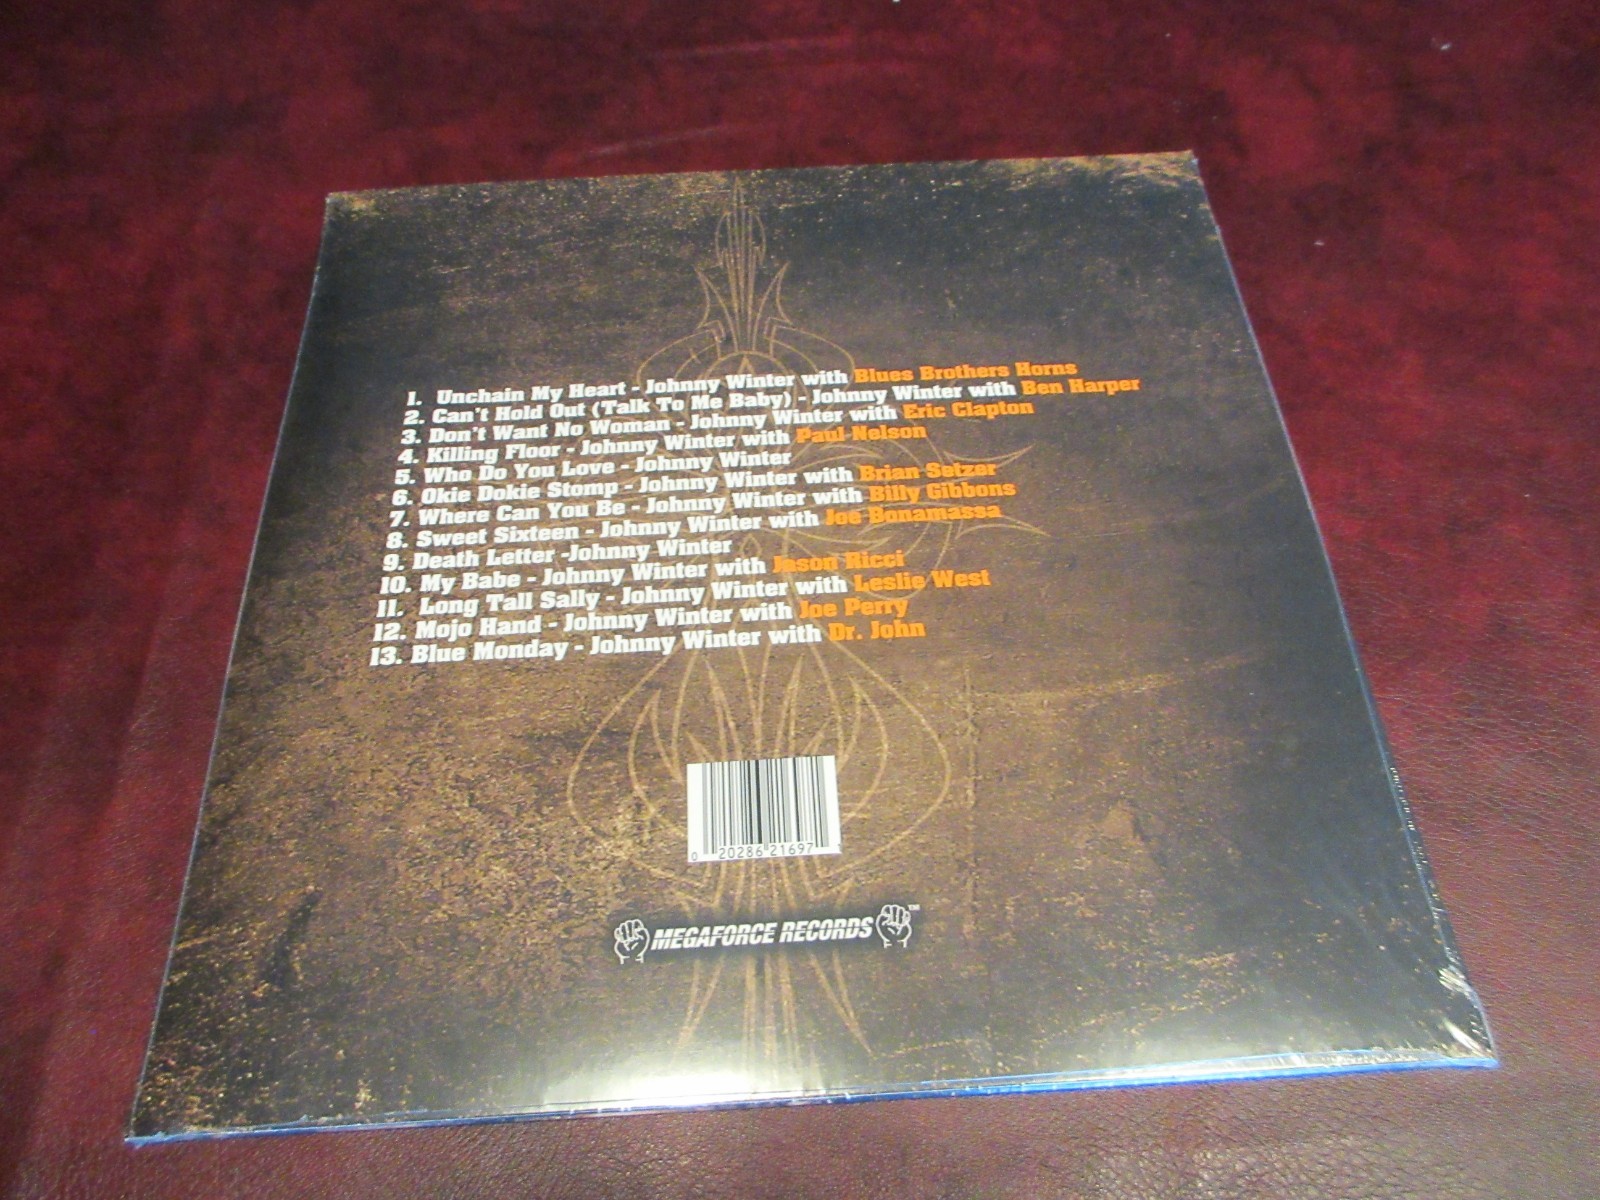 1. Unchain My Heart - Johnny Winter with Blues Brothers Horns
2. Can't Hold Out (Talk To Me Baby) - Johnny Winter with Ben Harper
3. Don't Want No Woman - Johnny Winter with Eric Clapton
4. Killing Floor - Johnny Winter with Paul Nelson
5. Who Do You Love - Johnny Winter
6. Okie Dokie Stomp - Johnny Winter with Brian Setzer
7. Where Can You Be - Johnny Winter with Billy Gibbons
8. Sweet Sixteen - Johnny Winter with Joe Bonamassa
9. Death Letter -Johnny Winter
10. My Babe - Johnny Winter with Jason Ricci
11. Long Tall Sally - Johnny Winter with Leslie West
12. Mojo Hand - Johnny Winter with Joe Perry
13. Blue Monday - Johnny Winter with Dr. John
0 20286 21697 1
MEGAFORCE RECORDS™